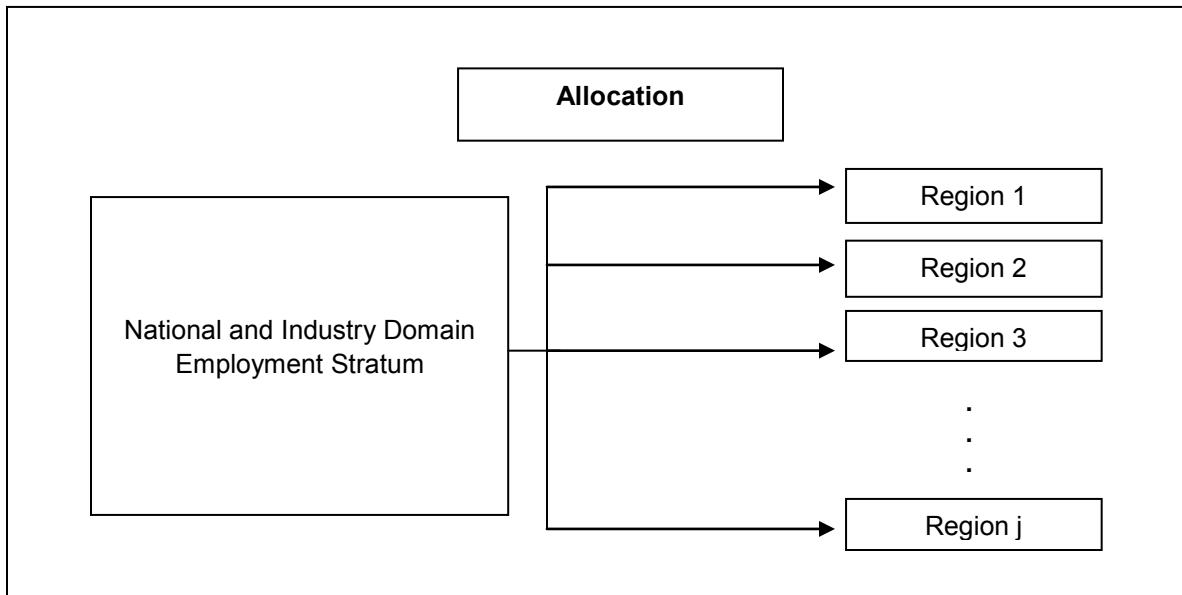 Allocation
National and Industry Domain
Employment Stratum
Region 1
Region 2
Region 3
.
.
.
Region j